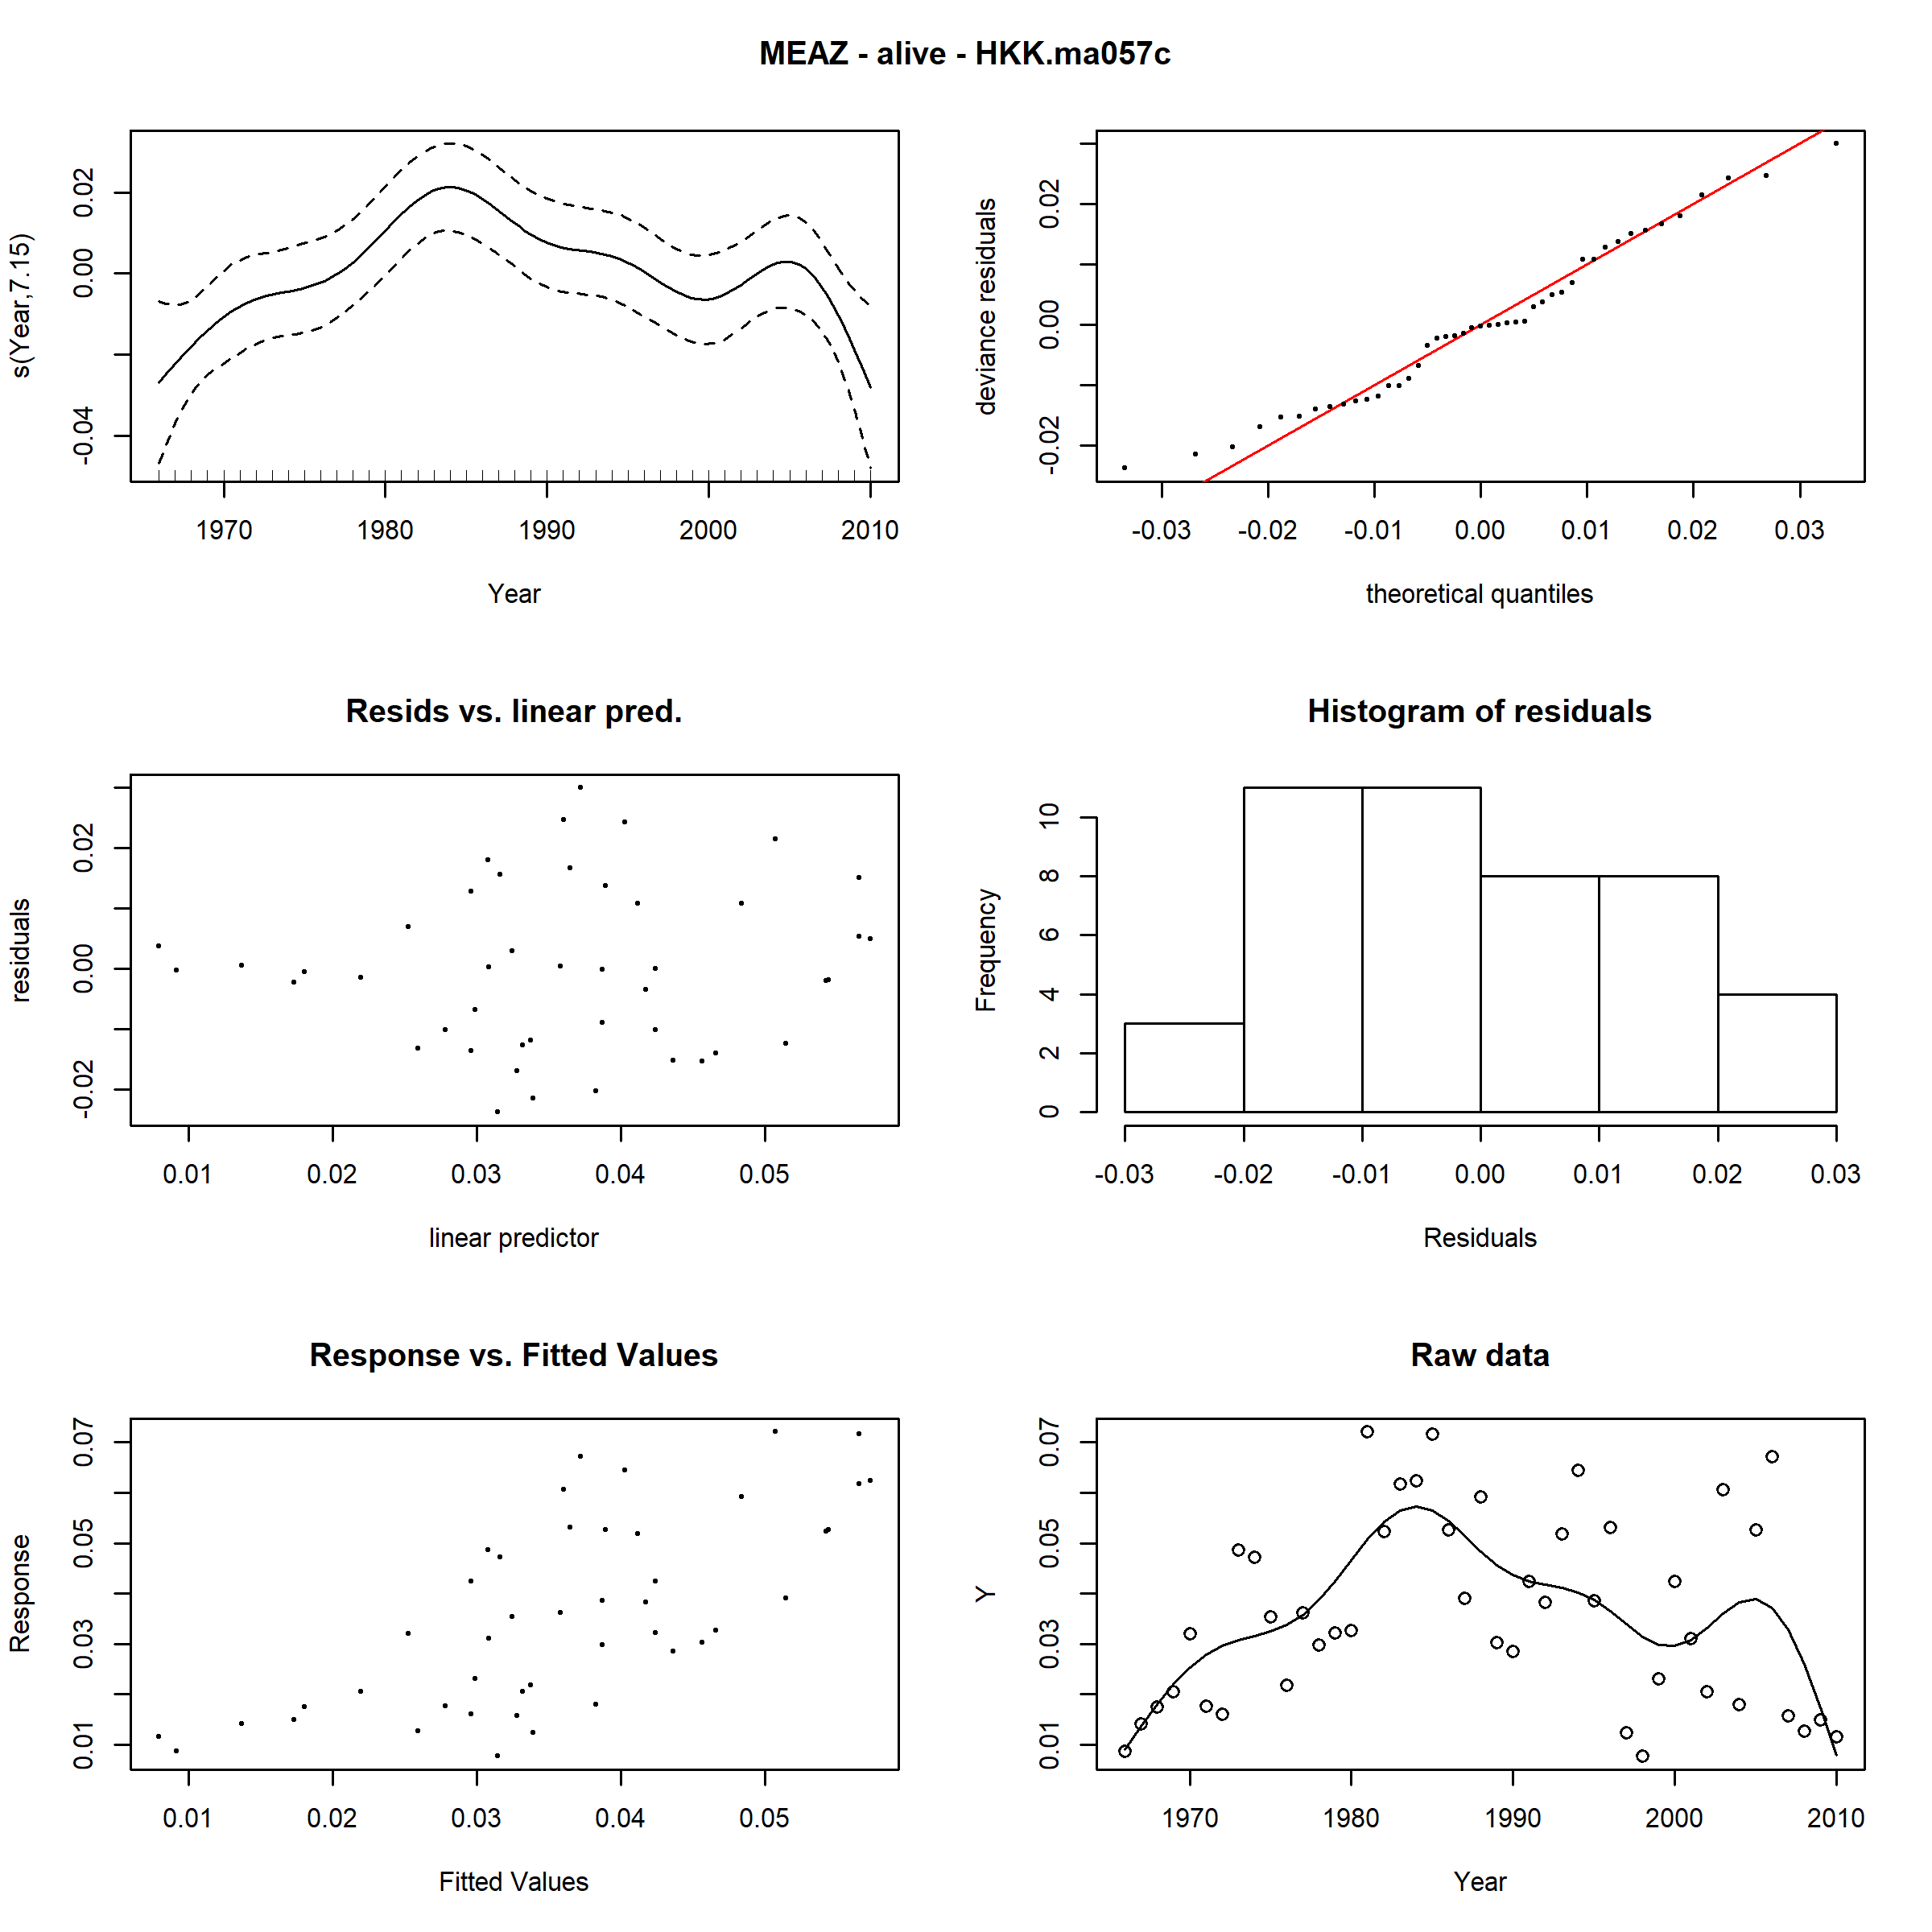 MEAZ - alive - HKK.ma057c
s(Year,7.15)
-0.04 0.00 0.02
1970 1980 1990 2000 2010
Year
deviance residuals
-0.02 0.00 0.02
-0.03 -0.02 -0.01 0.00 0.01 0.02 0.03
theoretical quantiles
Resids vs. linear pred.
residuals
-0.02 0.00 0.02
0.01 0.02 0.03 0.04 0.05
linear predictor
Histogram of residuals
Frequency
0 2 4 6 8 10
-0.03 -0.02 -0.01 0.00 0.01 0.02 0.03
Residuals
Response vs. Fitted Values
Response
0.01 0.03 0.05 0.07
0.01 0.02 0.03 0.04 0.05
Fitted Values
Raw data
Y
0.01 0.03 0.05 0.07
1970 1980 1990 2000 2010
Year